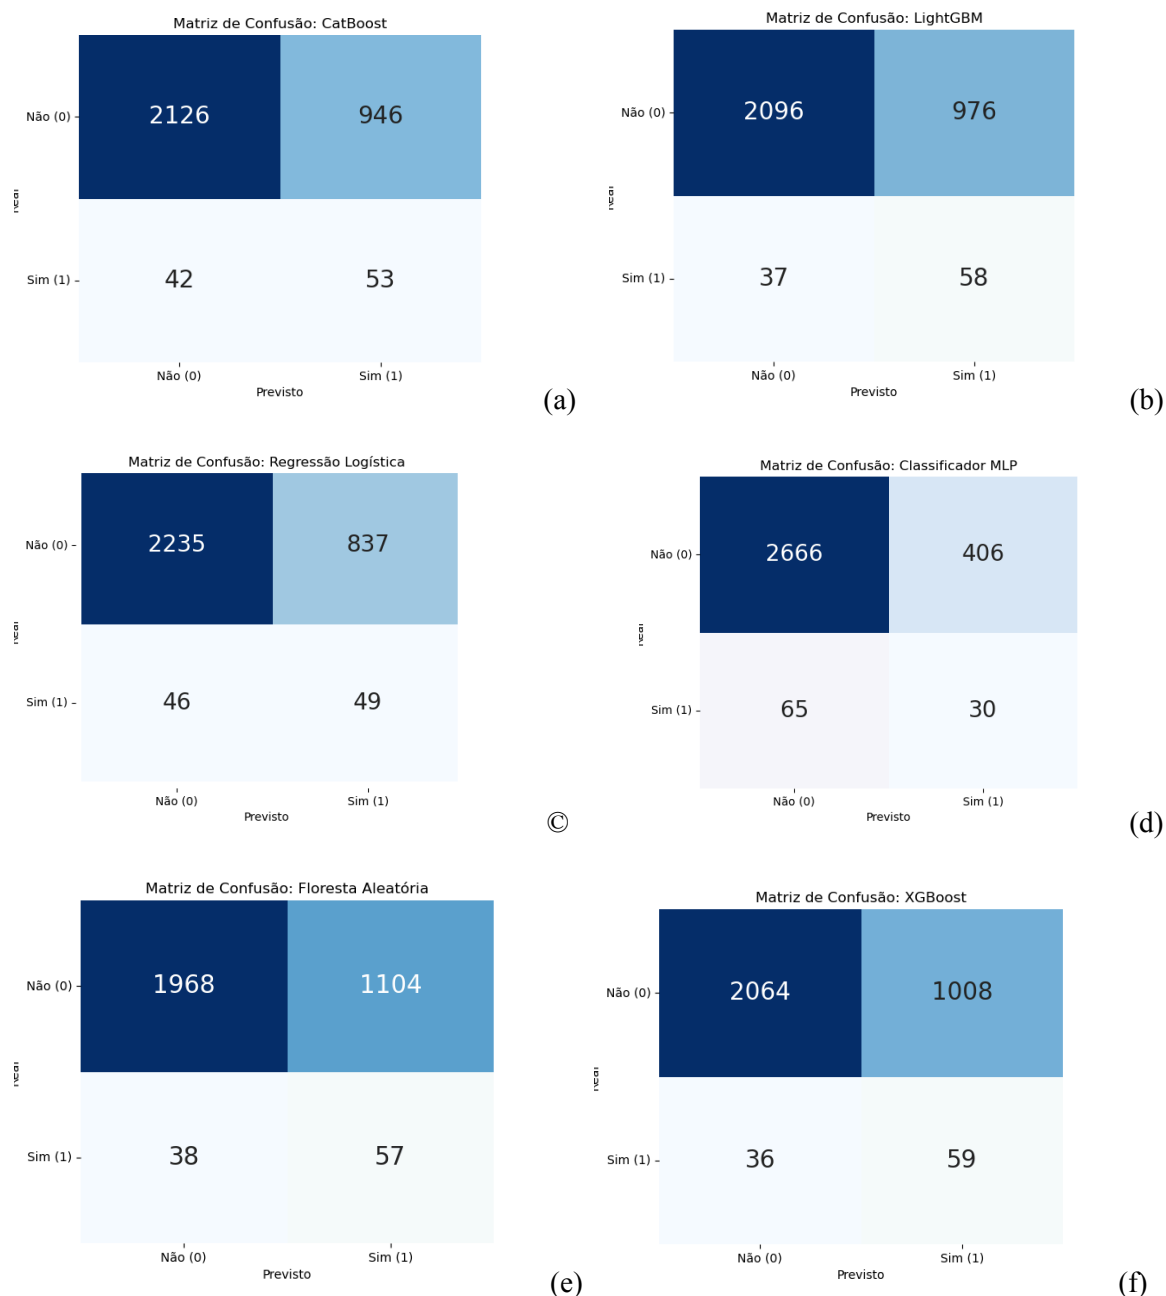 Matriz de Confusão: CatBoost
Não (0)
2126
946
Sim (1)
42
53
Não (0)
Sim (1)
Previsto
(a)
Matriz de Confusão: LightGBM
Não (0)
2096
976
Sim (1)
37
58
Não (0)
Sim (1)
Previsto
(b)
Matriz de Confusão: Regressão Logística
Não (0)
2235
837
Sim (1)
46
49
Não (0)
Sim (1)
Previsto
©
Matriz de Confusão: Classificador MLP
Não (0)
2666
406
Sim (1)
65
30
Não (0)
Sim (1)
Previsto
(d)
Matriz de Confusão: Floresta Aleatória
Não (0)
1968
1104
Sim (1)
38
57
Não (0)
Sim (1)
Previsto
(e)
Matriz de Confusão: XGBoost
Não (0)
2064
1008
Sim (1)
36
59
Não (0)
Sim (1)
Previsto
(f)